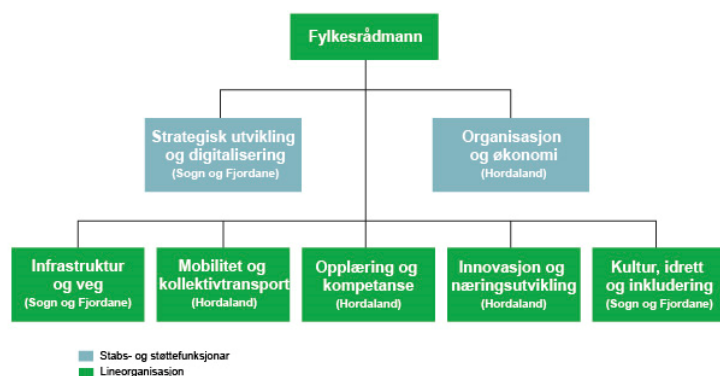 Fylkesrådmann
Strategisk utvikling
og digitalisering
(Sogn og Fjordane)
Organisasjon
og økonomi
(Hordaland)
Infrastruktur
og veg
(Sogn og Fjordane)
Mobilitet og
kollektivtransport
(Hordaland)
Opplæring og
kompetanse
(Hordaland)
Innovasjon og
næringsutvikling
(Hordaland)
Kultur, idrett
og inkludering
(Sogn og Fjordane)
Stabs- og støttefunksjonar
Lineorganisasjon